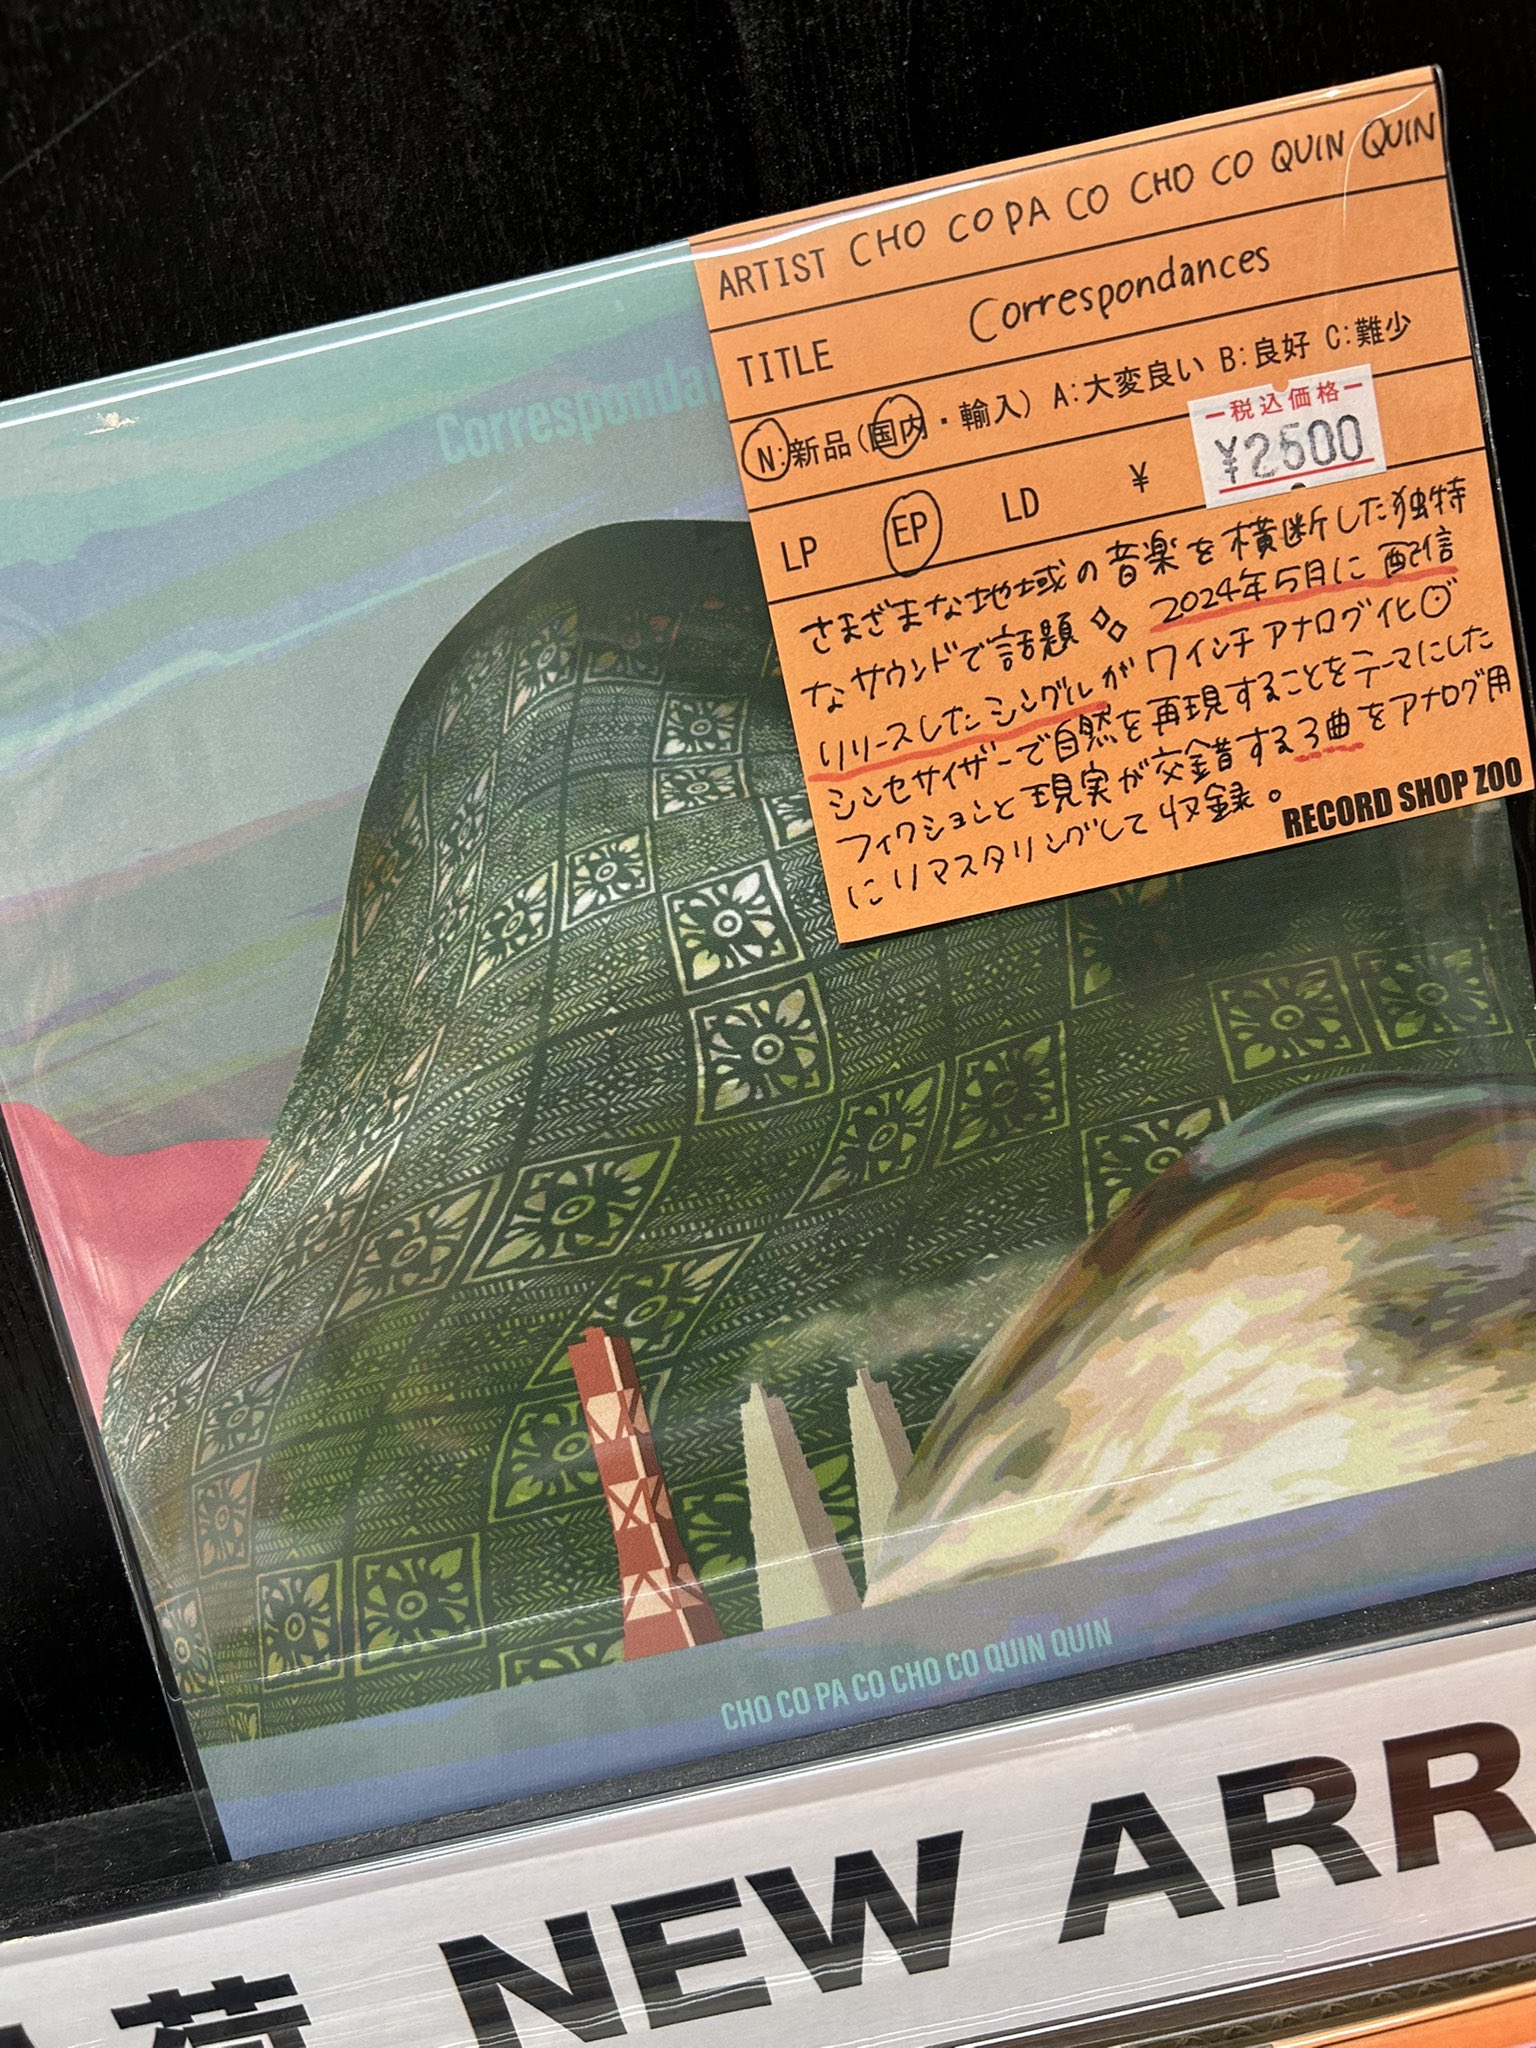 ARTIST CHO CO PA CO CHO CO QUIN QUIN
TITLE Correspondances
N:新品(国内・輸入) A:大変良い B:良好 C:難少
LP EP LD ¥
ー税込価格ー
¥2500
さまざまな地域の音楽を横断した独特
なサウンドで話題 2024年5月に配信
リリースしたシングルが7インチアナログ化
シンセサイザーで自然を再現することをテーマにした
フィクションと現実が交錯する3曲をアナログ用
にリマスタリングして収録。
RECORD SHOP ZOO
Corresponda
CHO CO PA CO CHO CO QUIN QUIN
荷 NEW ARR